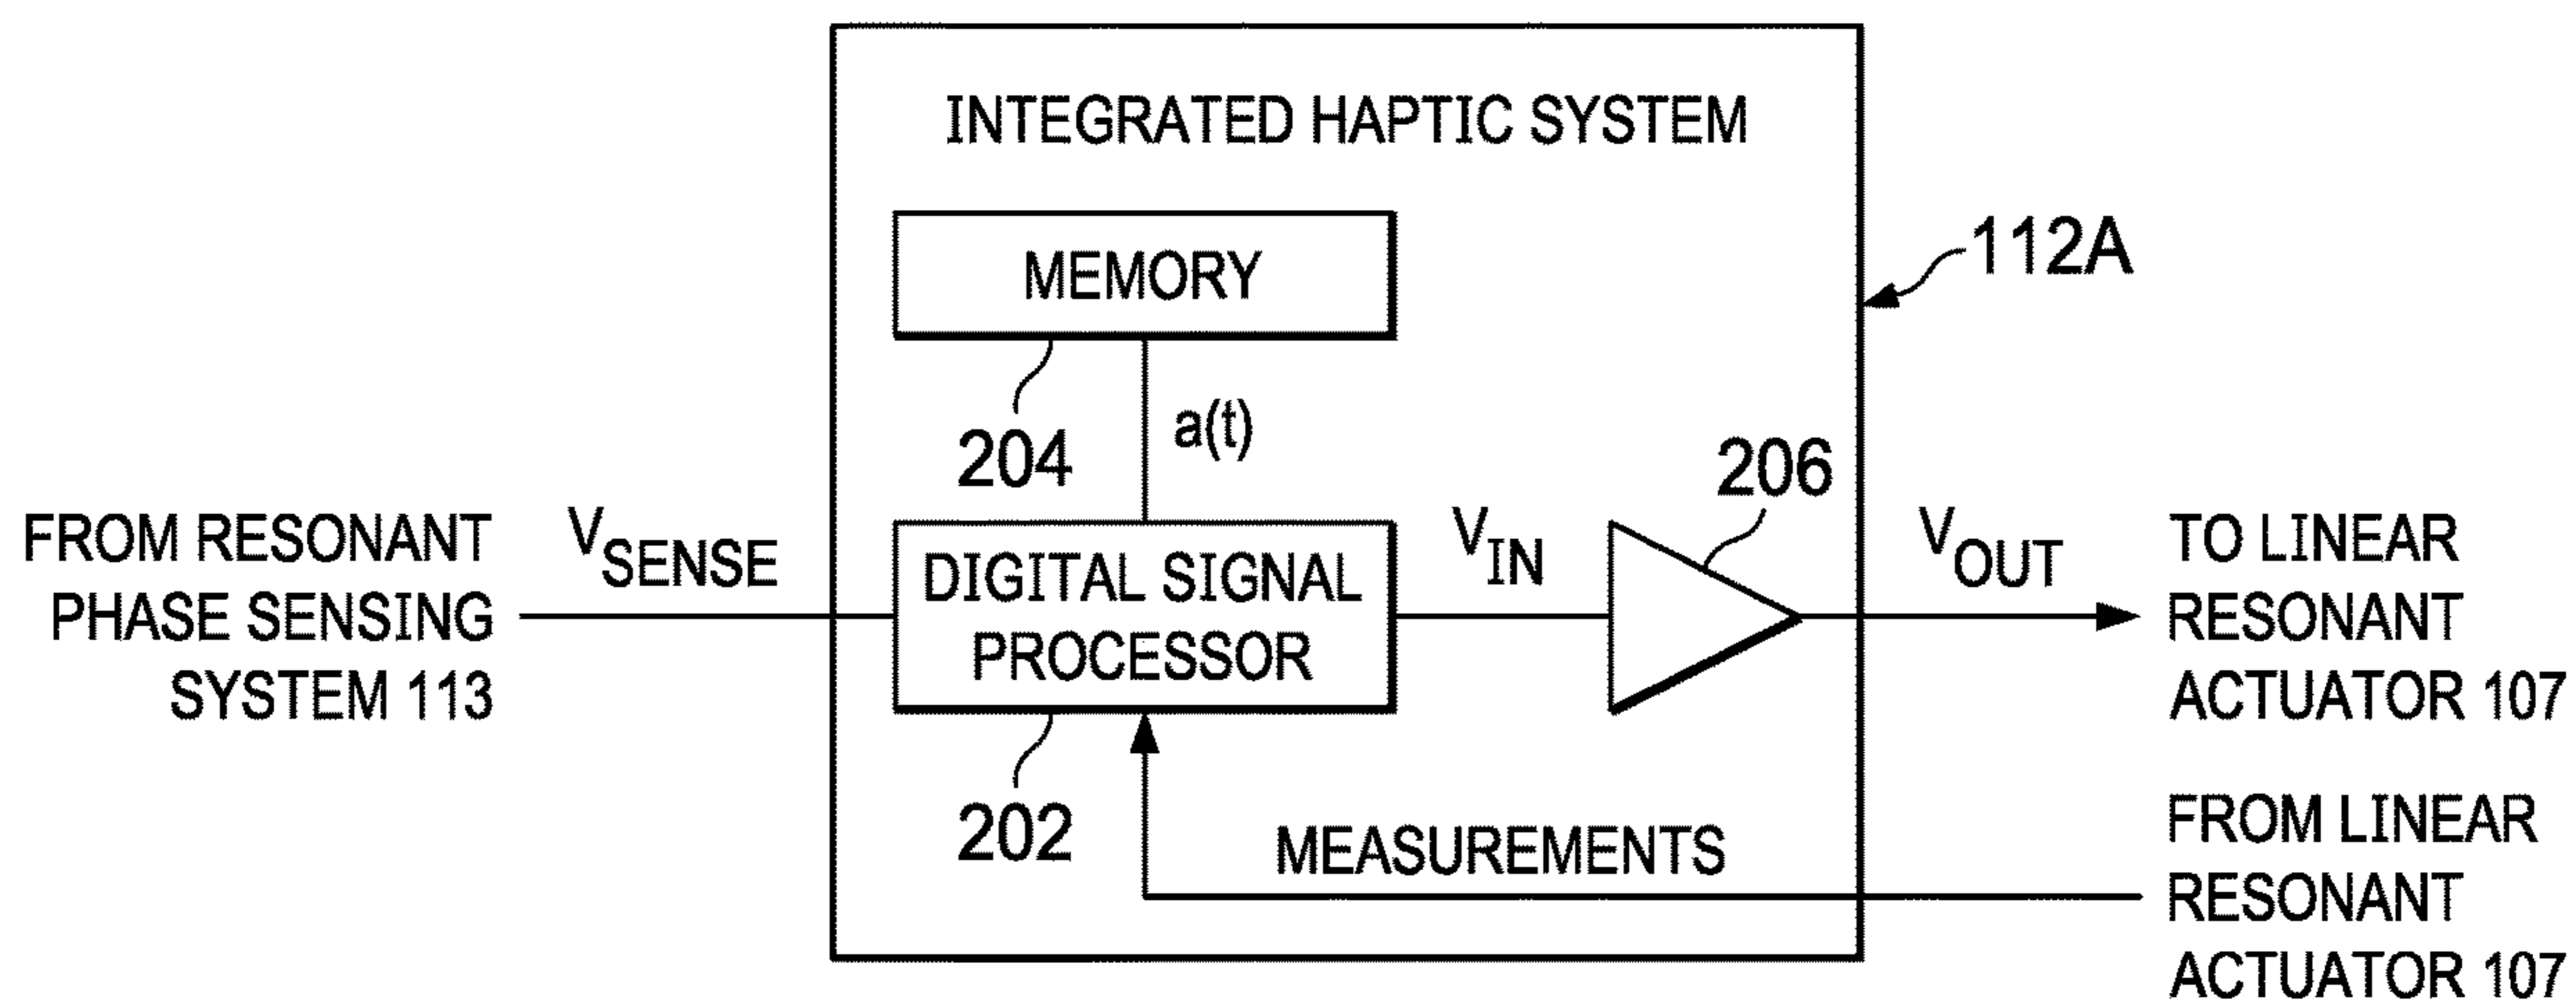 INTEGRATED HAPTIC SYSTEM
MEMORY
112A
204
a(t)
206
FROM RESONANT
PHASE SENSING
SYSTEM 113
VSENSE
DIGITAL SIGNAL
PROCESSOR
VIN
VOUT
TO LINEAR
RESONANT
ACTUATOR 107
202
MEASUREMENTS
FROM LINEAR
RESONANT
ACTUATOR 107